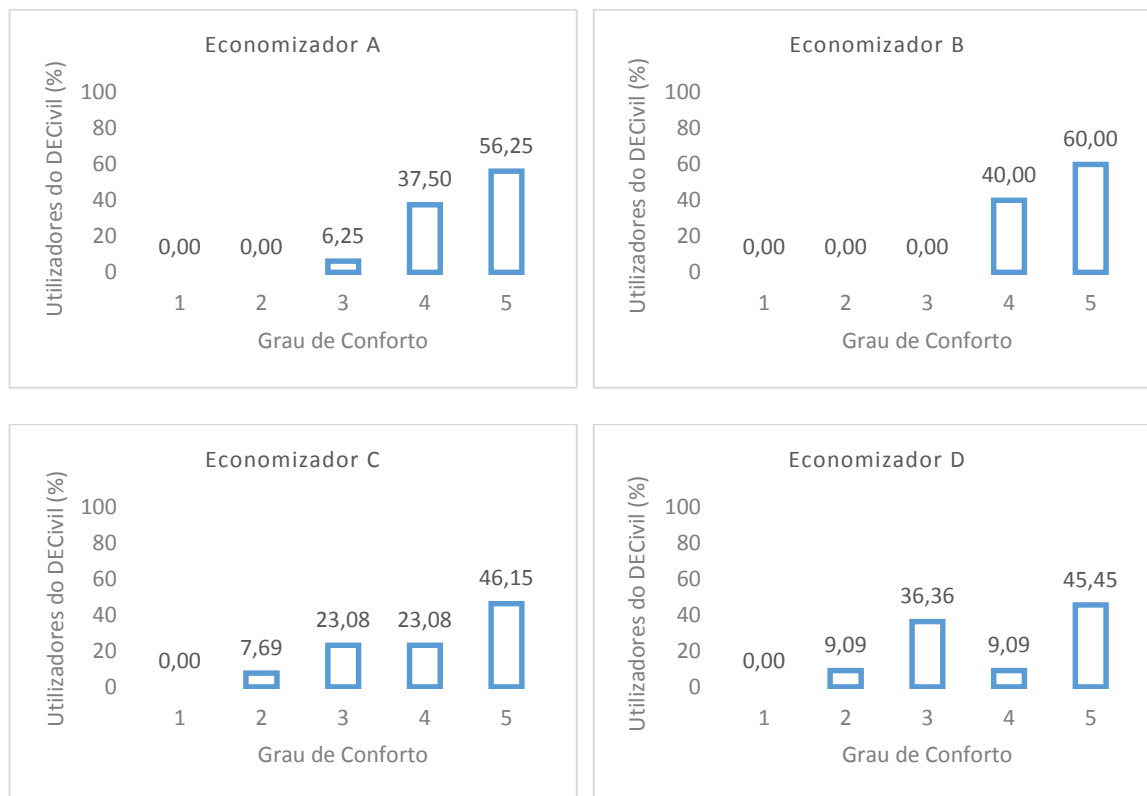 Economizador A
Utilizadores do DECivil (%)
100
80
60
40
20
0
0,00
0,00
6,25
37,50
56,25
1 2 3 4 5
Grau de Conforto
Economizador B
Utilizadores do DECivil (%)
100
80
60
40
20
0
0,00
0,00
0,00
40,00
60,00
1 2 3 4 5
Grau de Conforto
Economizador C
Utilizadores do DECivil (%)
100
80
60
40
20
0
0,00
7,69
23,08
23,08
46,15
1 2 3 4 5
Grau de Conforto
Economizador D
Utilizadores do DECivil (%)
100
80
60
40
20
0
0,00
9,09
36,36
9,09
45,45
1 2 3 4 5
Grau de Conforto